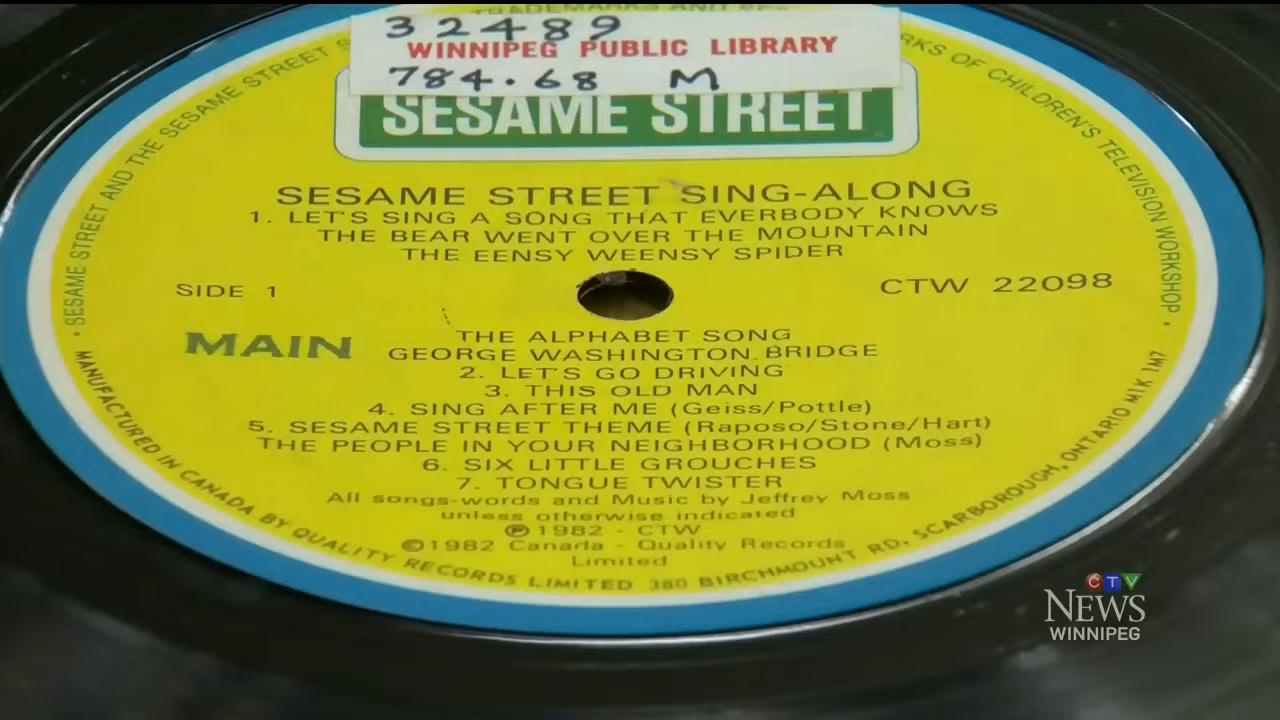 TRADEMARKS AND
32489
WINNIPEG PUBLIC LIBRARY
784.68 M
SESAME STREET
SESAME STREET SING-ALONG
1. LET'S SING A SONG THAT EVERBODY KNOWS
THE BEAR WENT OVER THE MOUNTAIN
THE EENSY WEENSY SPIDER
SIDE 1
CTW 22098
MAIN
THE ALPHABET SONG
GEORGE WASHINGTON BRIDGE
2. LET'S GO DRIVING
3. THIS OLD MAN
4. SING AFTER ME (Geiss/Pottle)
5. SESAME STREET THEME (Raposo/Stone/Hart)
THE PEOPLE IN YOUR NEIGHBORHOOD (Moss)
6. SIX LITTLE GROUCHES
7. TONGUE TWISTER
All songs-words and Music by Jeffrey Moss
unless otherwise indicated
℗ 1982 - CTW
©1982 Canada - Quality Records
Limited
• SESAME STREET AND THE SESAME STREET
OF CHILDREN'S TELEVISION WORKSHOP •
MANUFACTURED IN CANADA BY QUALITY RECORDS LIMITED 380 BIRCHMOUNT RD, SCARBOROUGH, ONTARIO M1K 1M7
CTV
NEWS
WINNIPEG